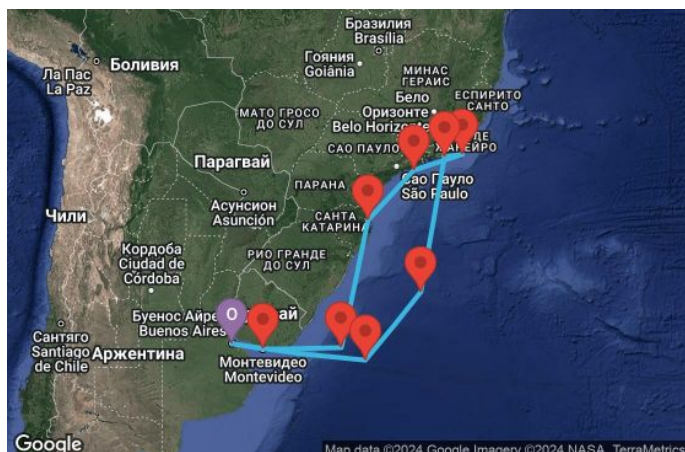 Бразилия
Brasília
Гояния
Goiânia
Боливия
Ла Пас
La Paz
МИНАС
ГЕРАИС
ЕСПИРИТО
САНТО
Бело
Оризонте
Belo Horizonte
МАТО ГРОСО
ДО СУЛ
САО ПАУЛО
Парагвай
Сао Пауло
São Paulo
ПАРАНА
Асунсион
Asunción
Чили
САНТА
КАТАРИНА
РИО ГРАНДЕ
ДО СУЛ
Кордоба
Ciudad de
Córdoba
O
Буенос
Buenos Aires
Сантяго
Santiago
de Chile
Аржентина
Монтевидео
Montevideo
Google
Map data ©2024 Google Imagery ©2024 NASA, TerraMetrics